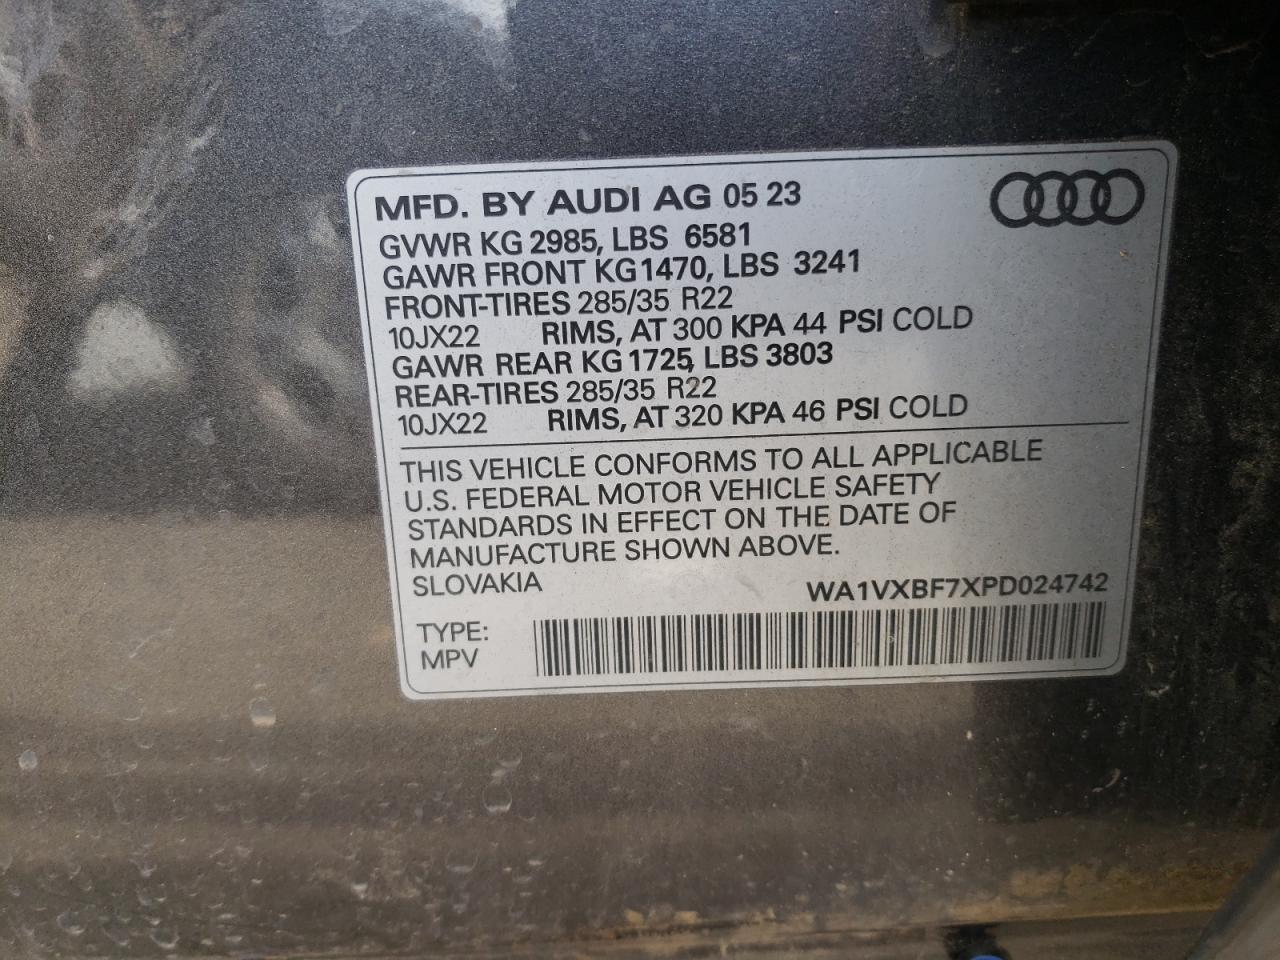 MFD. BY AUDI AG 05 23
GVWR KG 2985, LBS 6581
GAWR FRONT KG1470, LBS 3241
FRONT-TIRES 285/35 R22
10JX22 RIMS, AT 300 KPA 44 PSI COLD
GAWR REAR KG 1725, LBS 3803
REAR-TIRES 285/35 R22
10JX22 RIMS, AT 320 KPA 46 PSI COLD
THIS VEHICLE CONFORMS TO ALL APPLICABLE
U.S. FEDERAL MOTOR VEHICLE SAFETY
STANDARDS IN EFFECT ON THE DATE OF
MANUFACTURE SHOWN ABOVE.
SLOVAKIA
WA1VXBF7XPD024742
TYPE:
MPV